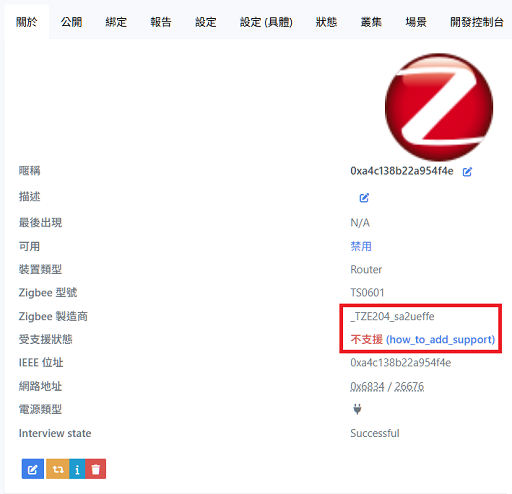 關於 公開 綁定 報告 設定 設定 (具體) 狀態 叢集 場景 開發控制台
Z
暱稱 0xa4c138b22a954f4e
描述
最後出現 N/A
可用 禁用
裝置類型 Router
Zigbee 型號 TS0601
Zigbee 製造商 _TZE204_sa2ueffe
受支援狀態 不支援 (how_to_add_support)
IEEE 位址 0xa4c138b22a954f4e
網路地址 0x6834 / 26676
電源類型
Interview state Successful